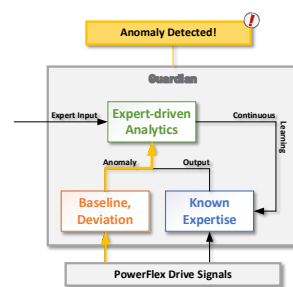 Anomaly Detected!
!
Guardian
Expert Input
Expert-driven
Analytics
Continuous
Learning
Anomaly
Output
Baseline,
Deviation
Known
Expertise
PowerFlex Drive Signals